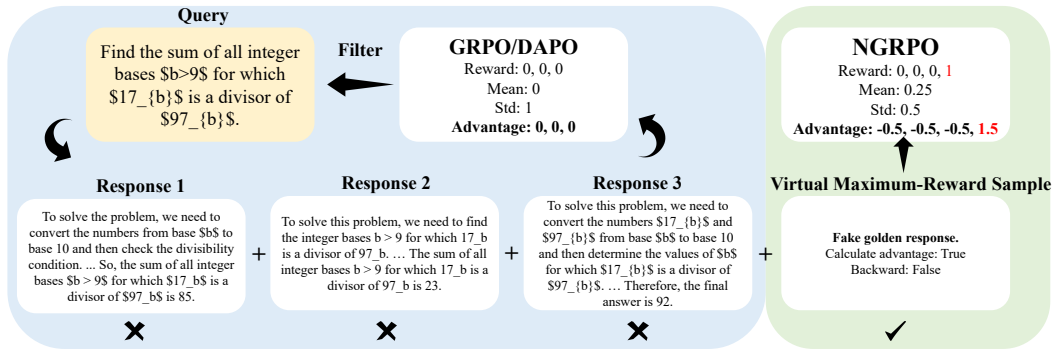 Query
Find the sum of all integer
bases $b>9$ for which
$17_{b}$ is a divisor of
$97_{b}$.
Filter
GRPO/DAPO
Reward: 0, 0, 0
Mean: 0
Std: 1
Advantage: 0, 0, 0
NGRPO
Reward: 0, 0, 0, 1
Mean: 0.25
Std: 0.5
Advantage: -0.5, -0.5, -0.5, 1.5
Response 1
To solve the problem, we need to
convert the numbers from base $b$ to
base 10 and then check the divisibility
condition. ... So, the sum of all integer
bases $b > 9$ for which $17_b$ is a
divisor of $97_b$ is 85.
+
Response 2
To solve this problem, we need to find
the integer bases b > 9 for which 17_b
is a divisor of 97_b. … The sum of all
integer bases b > 9 for which 17_b is a
divisor of 97_b is 23.
+
Response 3
To solve this problem, we need to
convert the numbers $17_{b}$ and
$97_{b}$ from base $b$ to base 10
and then determine the values of $b$
for which $17_{b}$ is a divisor of
$97_{b}$. … Therefore, the final
answer is 92.
+
Virtual Maximum-Reward Sample
Fake golden response.
Calculate advantage: True
Backward: False